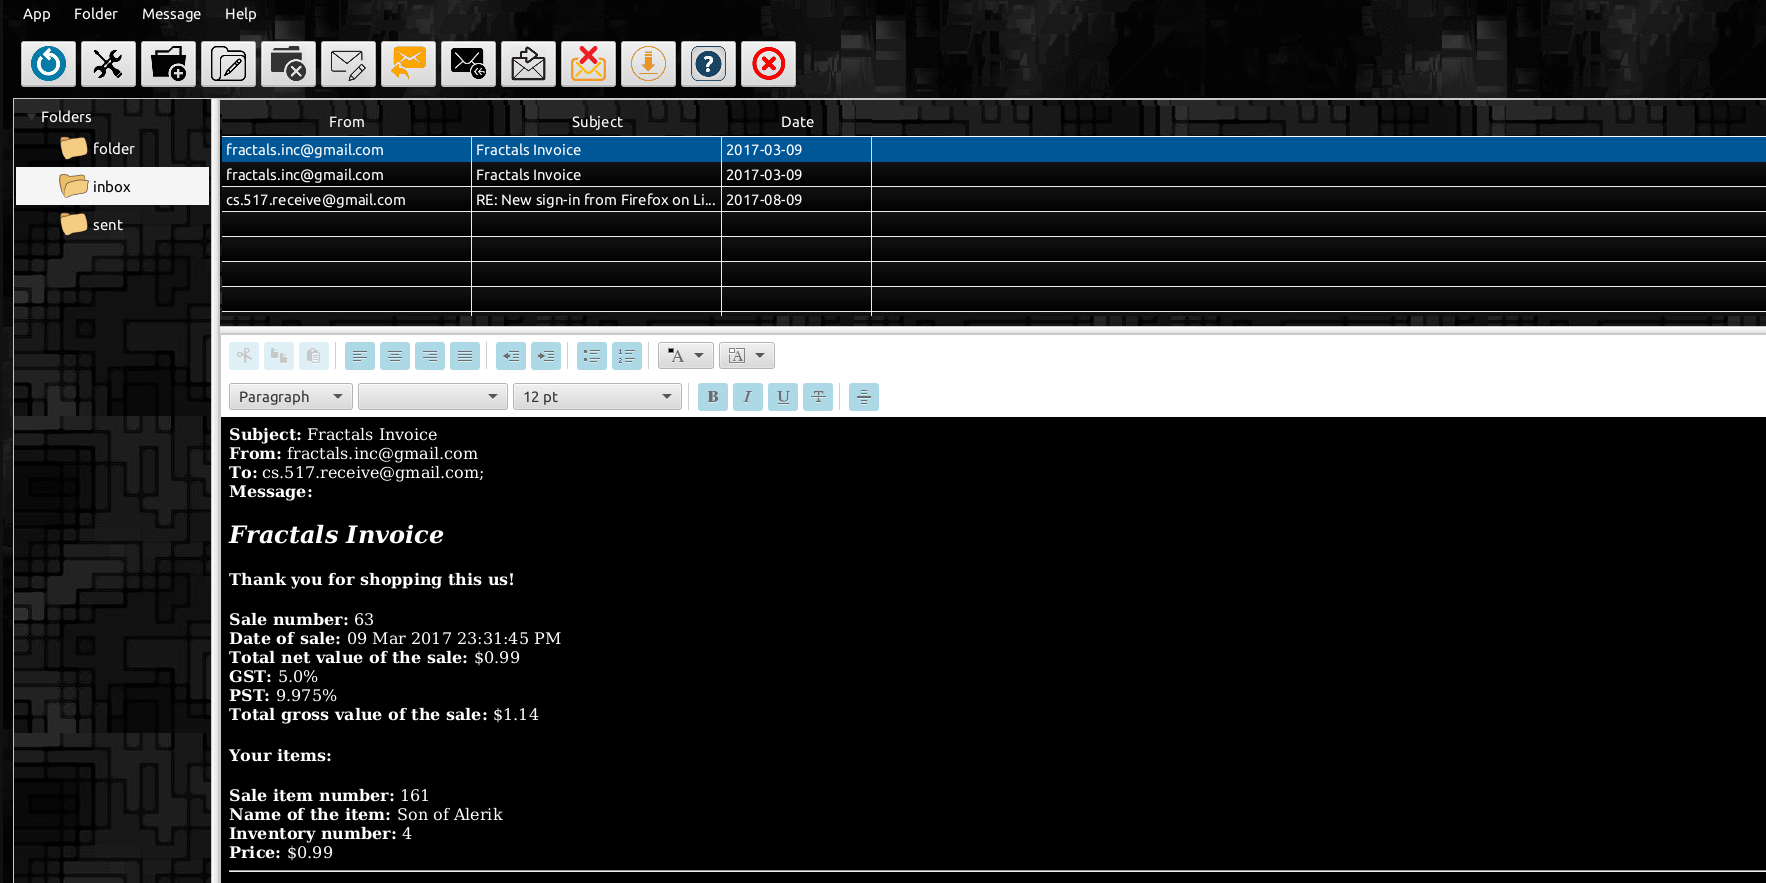 App Folder Message Help
Folders
folder
inbox
sent
From Subject Date
fractals.inc@gmail.com Fractals Invoice 2017-03-09
fractals.inc@gmail.com Fractals Invoice 2017-03-09
cs.517.receive@gmail.com RE: New sign-in from Firefox on Li... 2017-08-09
Paragraph 12 pt B I U T
Subject: Fractals Invoice
From: fractals.inc@gmail.com
To: cs.517.receive@gmail.com;
Message:
Fractals Invoice
Thank you for shopping this us!
Sale number: 63
Date of sale: 09 Mar 2017 23:31:45 PM
Total net value of the sale: $0.99
GST: 5.0%
PST: 9.975%
Total gross value of the sale: $1.14
Your items:
Sale item number: 161
Name of the item: Son of Alerik
Inventory number: 4
Price: $0.99